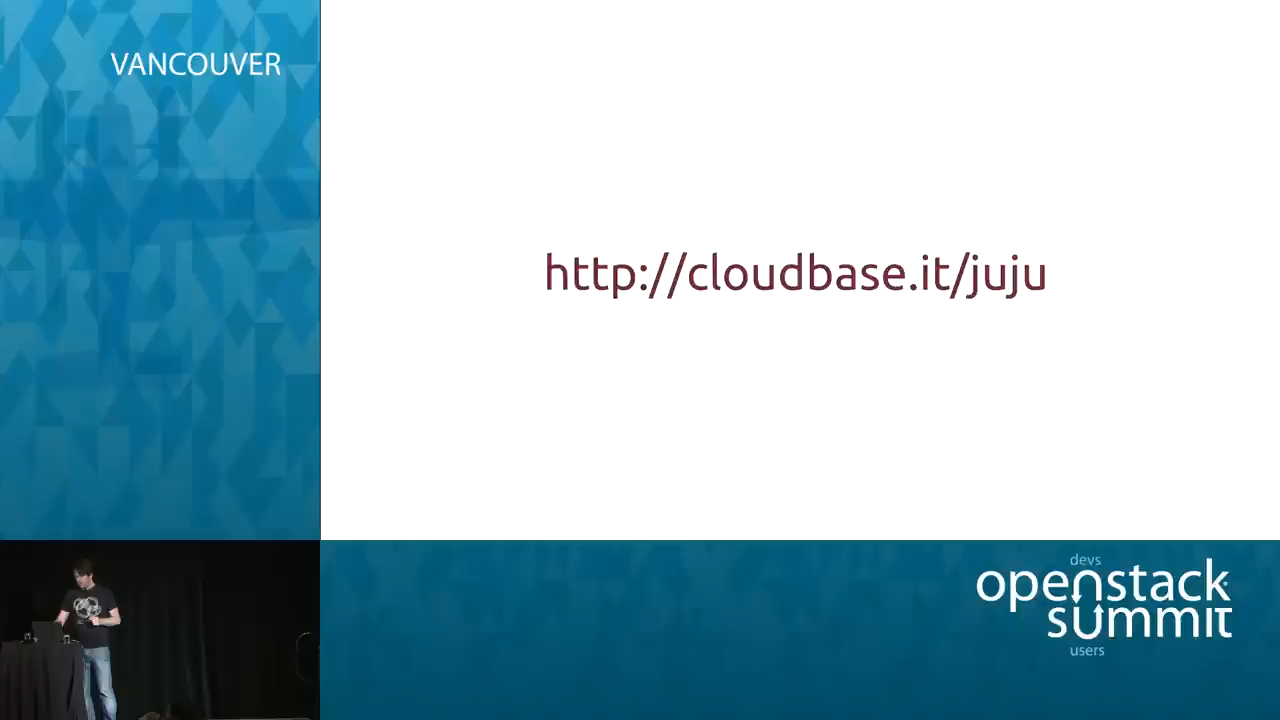 VANCOUVER
http://cloudbase.it/juju
devs
openstack
summit
users